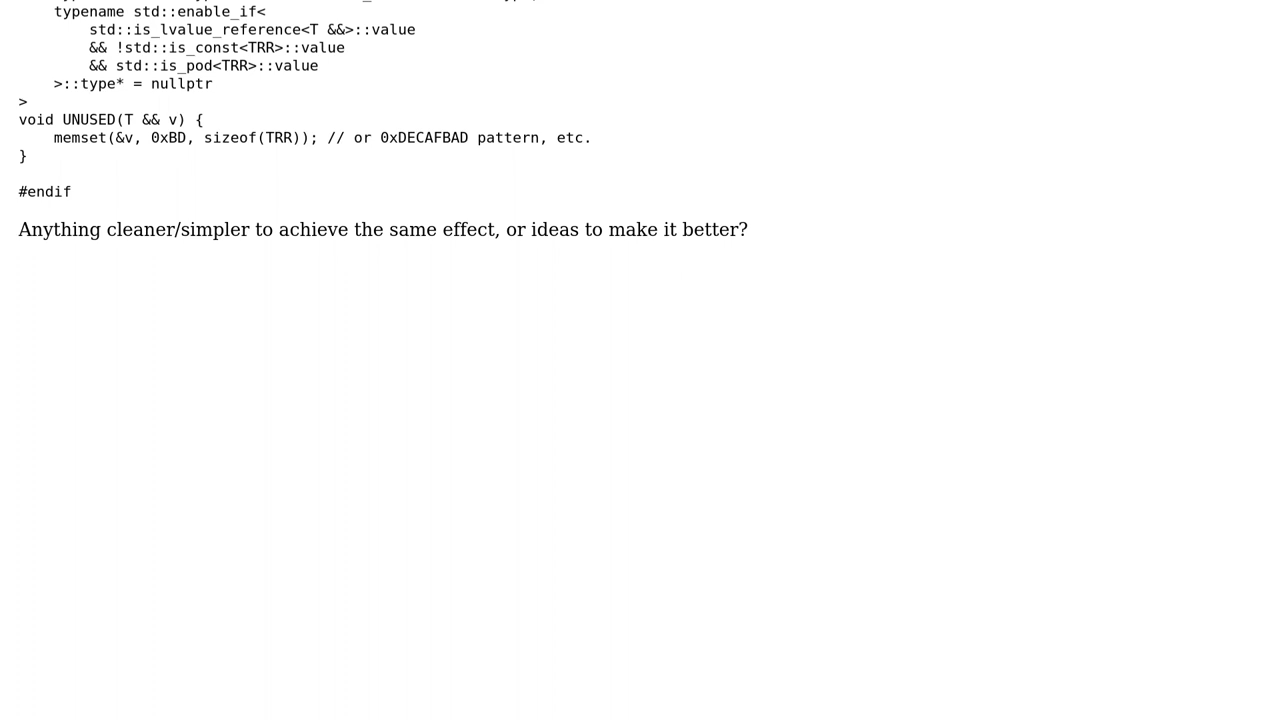 typename std::enable_if<
std::is_lvalue_reference<T &&>::value
&& !std::is_const<TRR>::value
&& std::is_pod<TRR>::value
>::type* = nullptr
>
void UNUSED(T && v) {
memset(&v, 0xBD, sizeof(TRR)); // or 0xDECAFBAD pattern, etc.
}
#endif
Anything cleaner/simpler to achieve the same effect, or ideas to make it better?